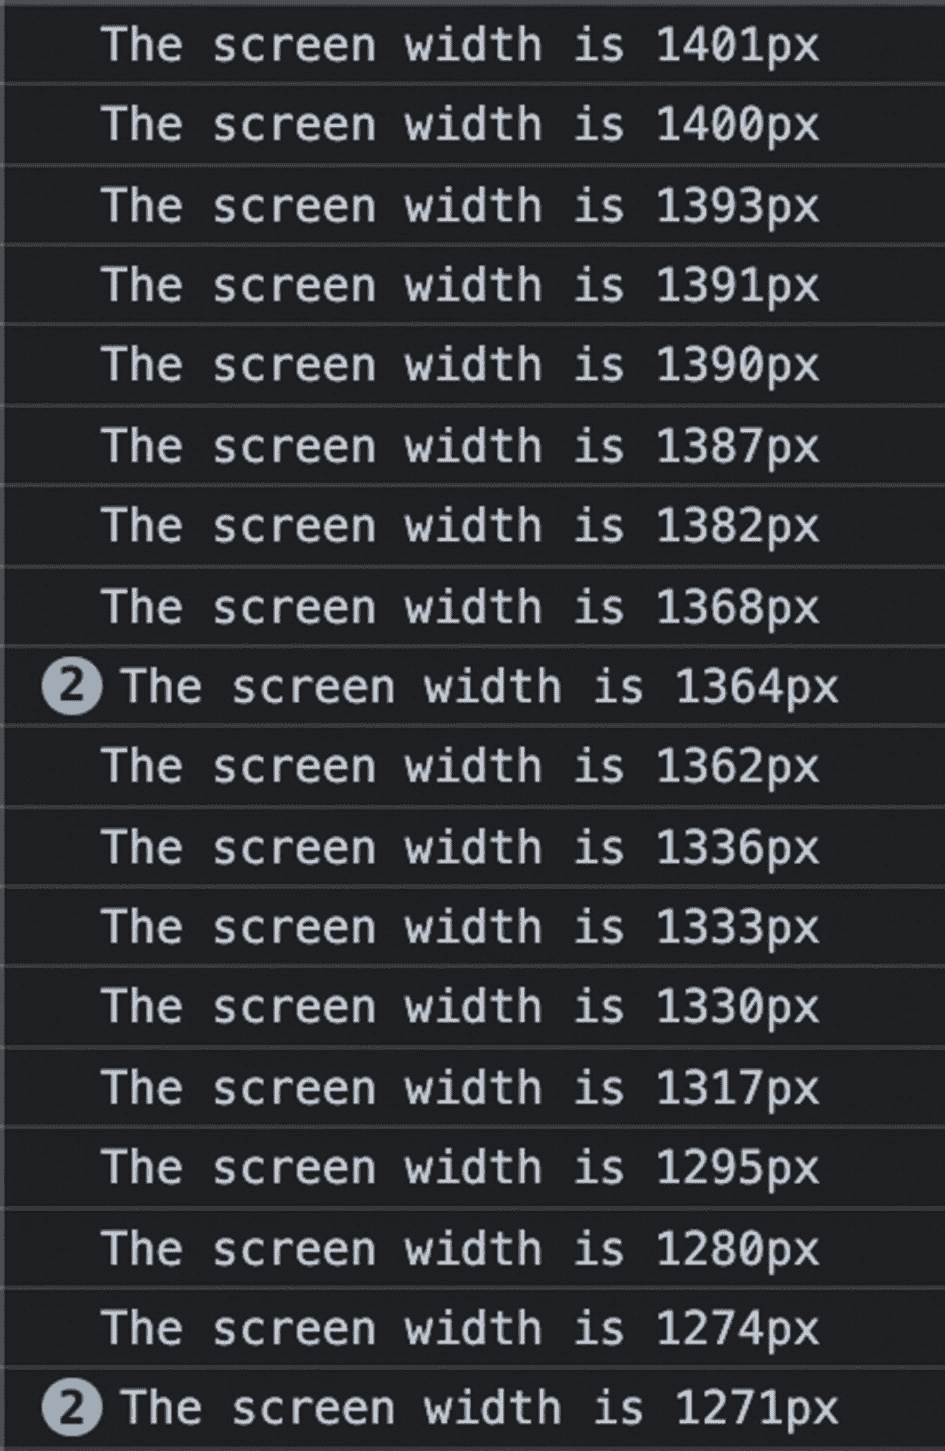 The screen width is 1401px
The screen width is 1400px
The screen width is 1393px
The screen width is 1391px
The screen width is 1390px
The screen width is 1387px
The screen width is 1382px
The screen width is 1368px
2 The screen width is 1364px
The screen width is 1362px
The screen width is 1336px
The screen width is 1333px
The screen width is 1330px
The screen width is 1317px
The screen width is 1295px
The screen width is 1280px
The screen width is 1274px
2 The screen width is 1271px